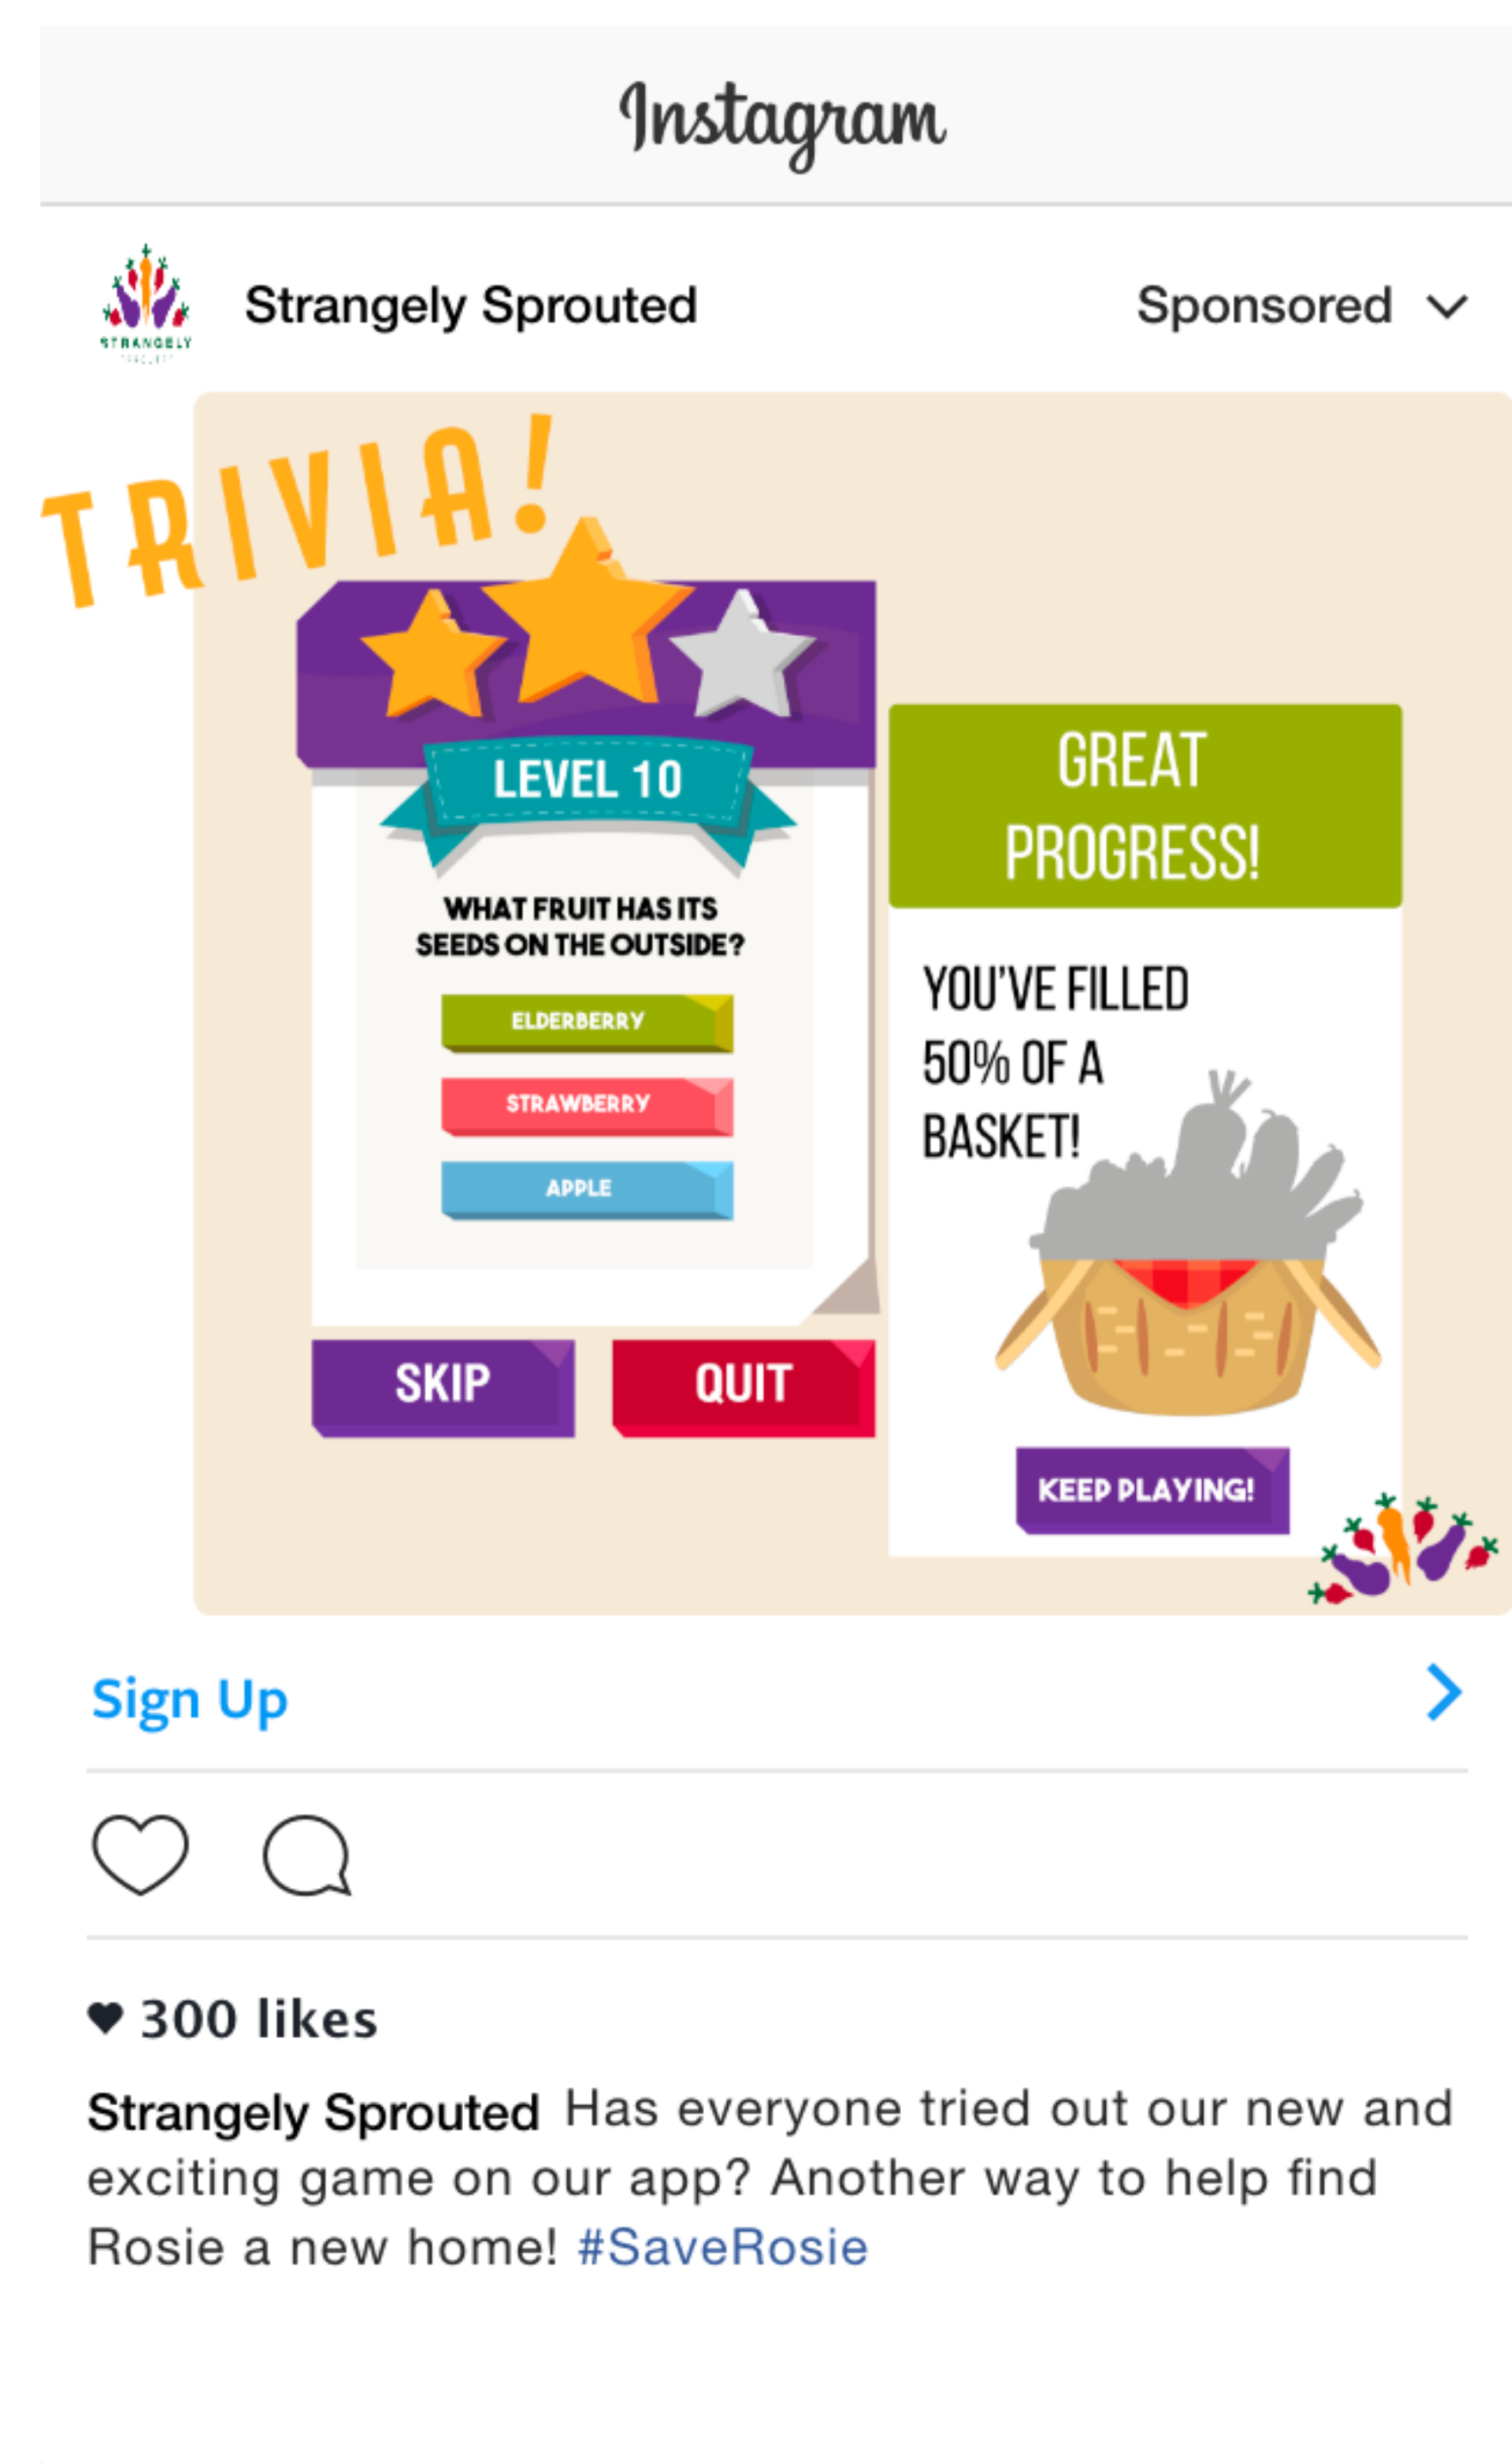 Instagram
STRANGELY
Strangely Sprouted
Sponsored
TRIVIA!
LEVEL 10
WHAT FRUIT HAS ITS
SEEDS ON THE OUTSIDE?
ELDERBERRY
STRAWBERRY
APPLE
SKIP
QUIT
GREAT
PROGRESS!
YOU'VE FILLED
50% OF A
BASKET!
KEEP PLAYING!
Sign Up
300 likes
Strangely Sprouted Has everyone tried out our new and
exciting game on our app? Another way to help find
Rosie a new home! #SaveRosie